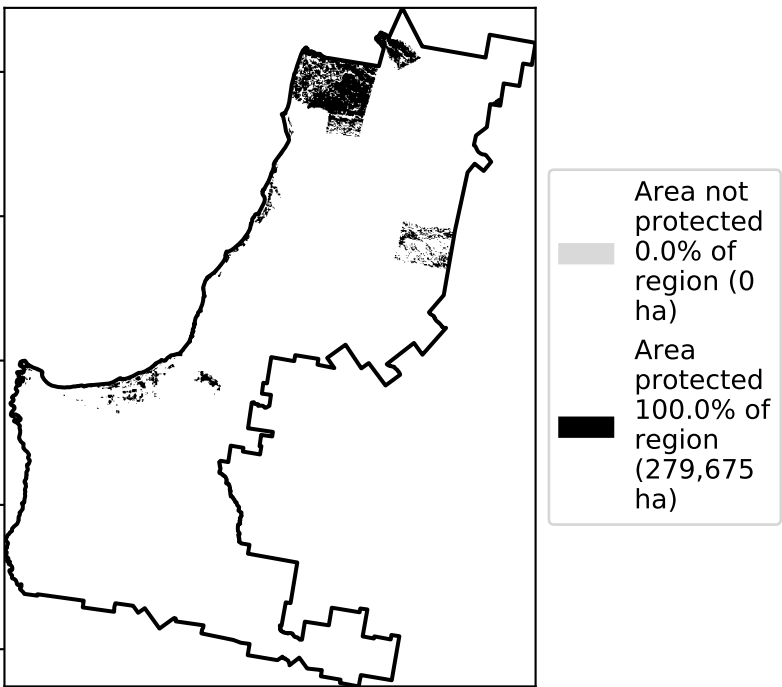 Area not
protected
0.0% of
region (0
ha)
Area
protected
100.0% of
region
(279,675
ha)